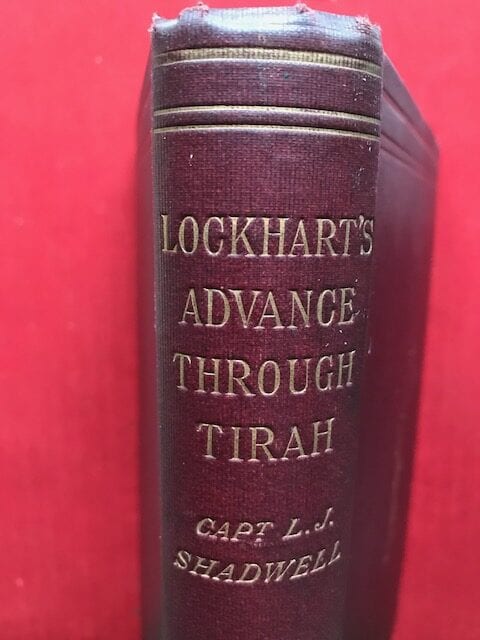 LOCKHART'S
ADVANCE
THROUGH
TIRAH
CAPT L.J.
SHADWELL